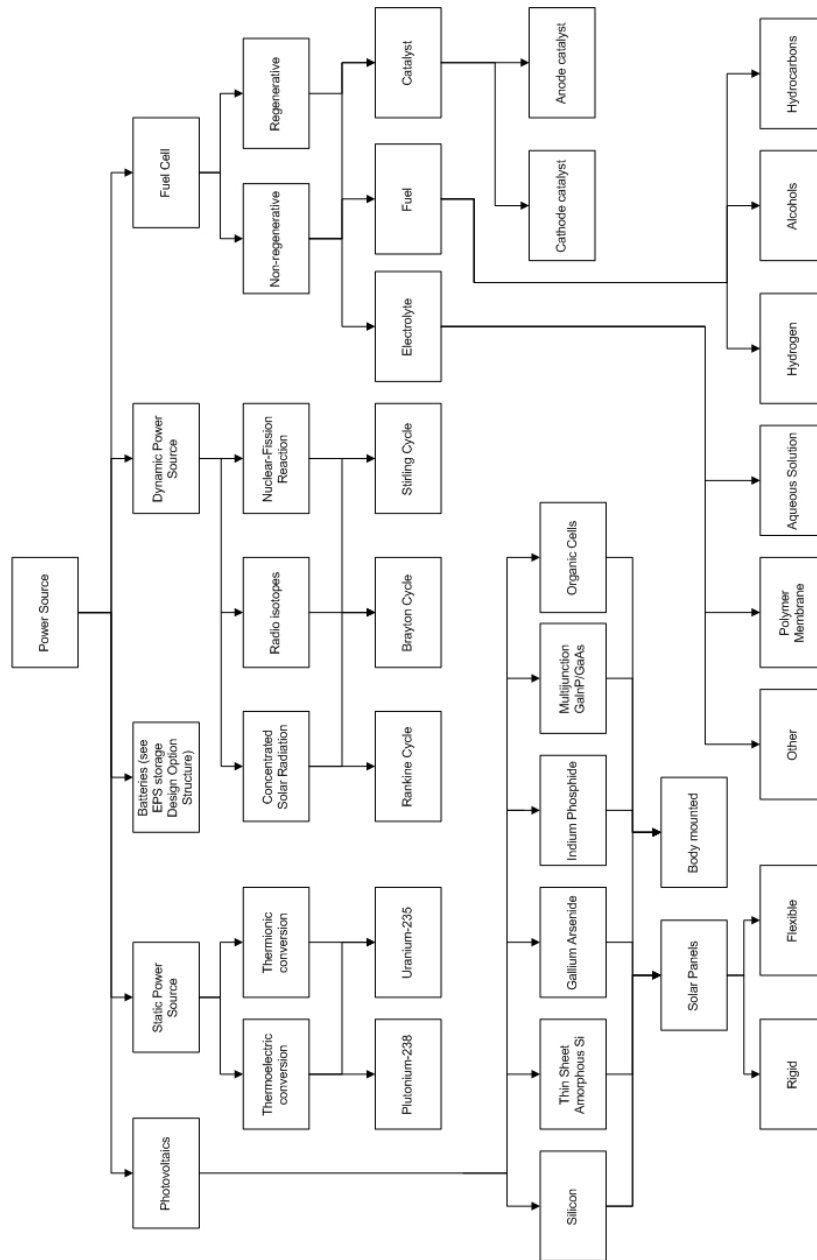 Power Source
Photovoltaics
Static Power
Source
Batteries (see
EPS storage
Design Option
Structure)
Dynamic Power
Source
Fuel Cell
Thermoelectric
conversion
Thermionic
conversion
Concentrated
Solar Radiation
Radio isotopes
Nuclear-Fission
Reaction
Non-regenerative
Regenerative
Plutonium-238
Uranium-235
Rankine Cycle
Brayton Cycle
Stirling Cycle
Electrolyte
Fuel
Catalyst
Silicon
Thin Sheet
Amorphous Si
Gallium Arsenide
Indium Phosphide
Multijunction
GaInP/GaAs
Organic Cells
Cathode catalyst
Anode catalyst
Solar Panels
Body mounted
Rigid
Flexible
Other
Polymer
Membrane
Aqueous Solution
Hydrogen
Alcohols
Hydrocarbons